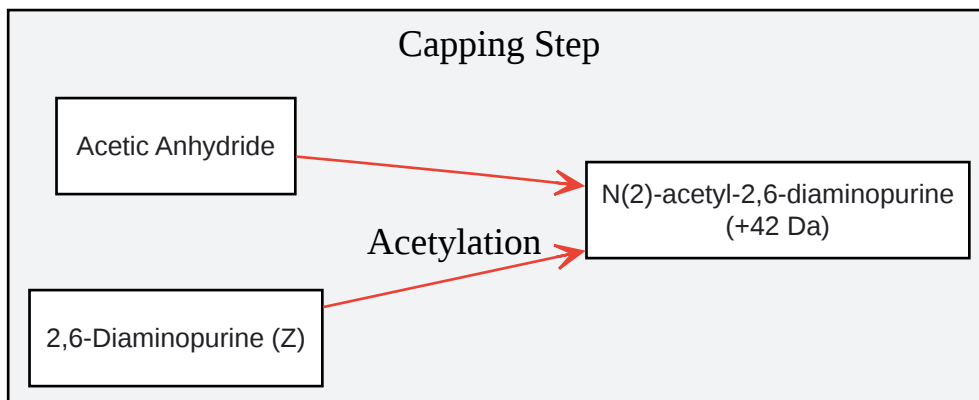 Capping Step
Acetic Anhydride
N(2)-acetyl-2,6-diaminopurine
(+42 Da)
Acetylation
2,6-Diaminopurine (Z)